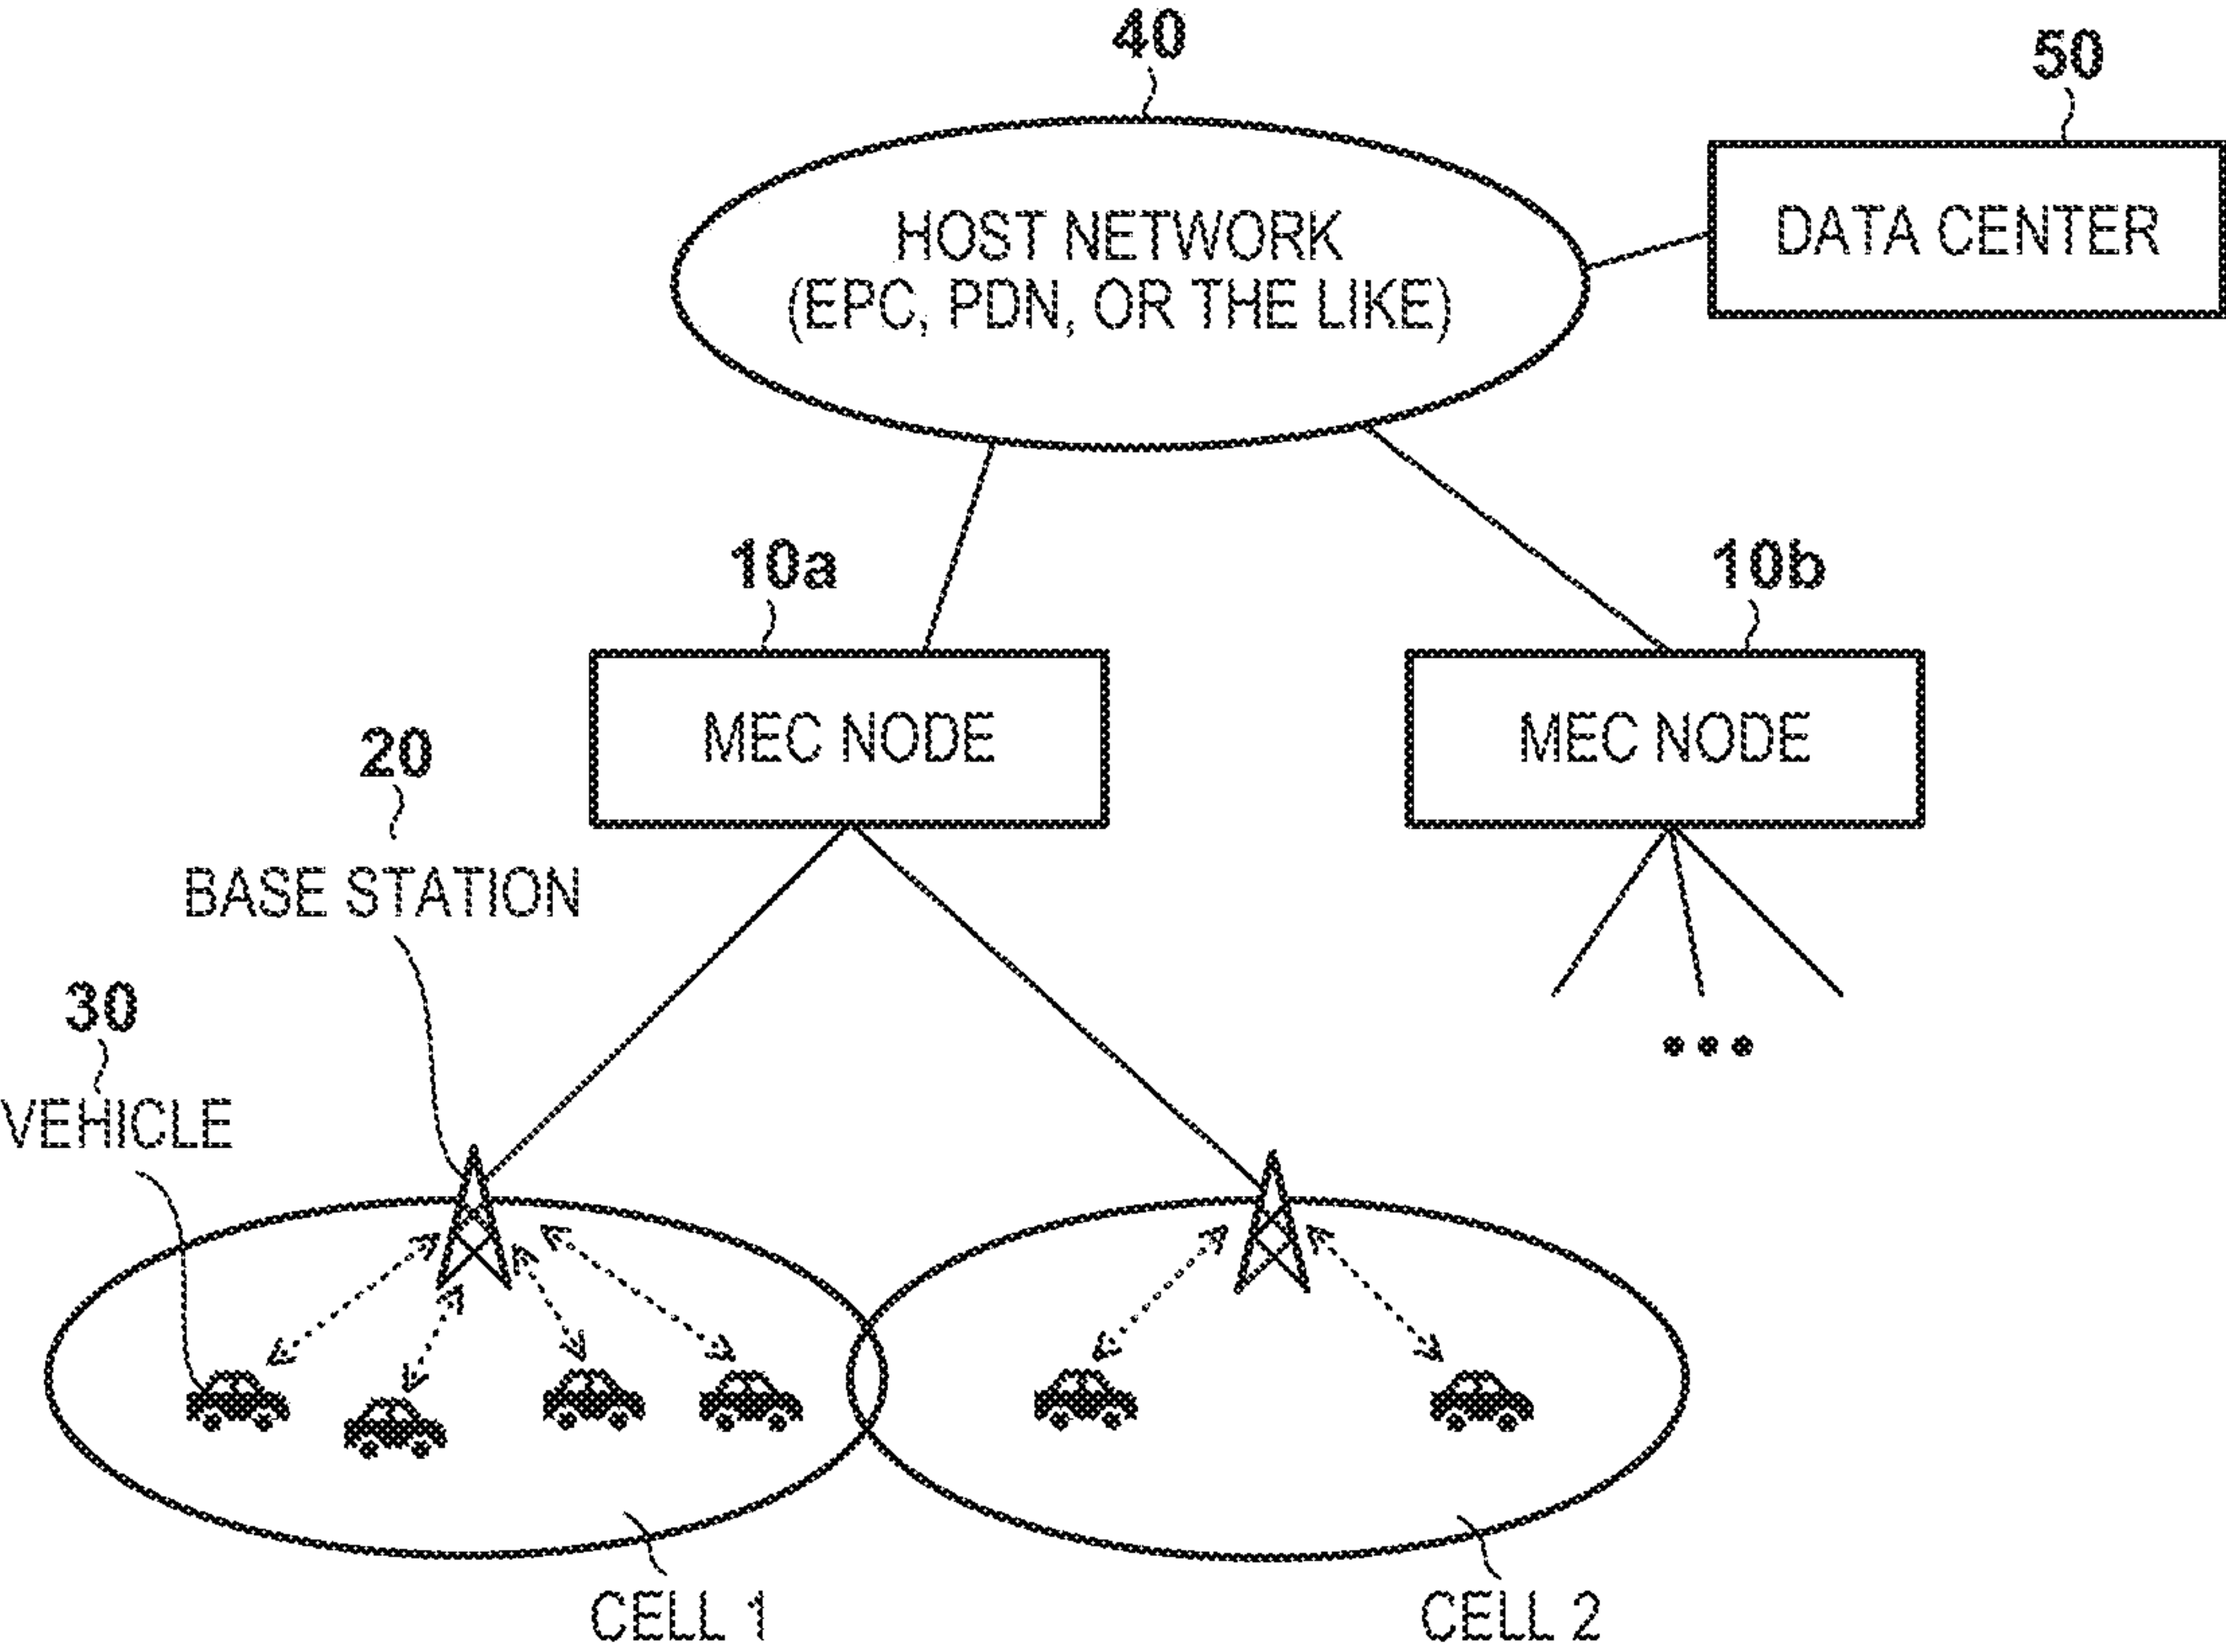 40
50
HOST NETWORK
(EPC, PDN, OR THE LIKE)
DATA CENTER
10a
10b
MEC NODE
MEC NODE
20
BASE STATION
30
VEHICLE
CELL 1
CELL 2